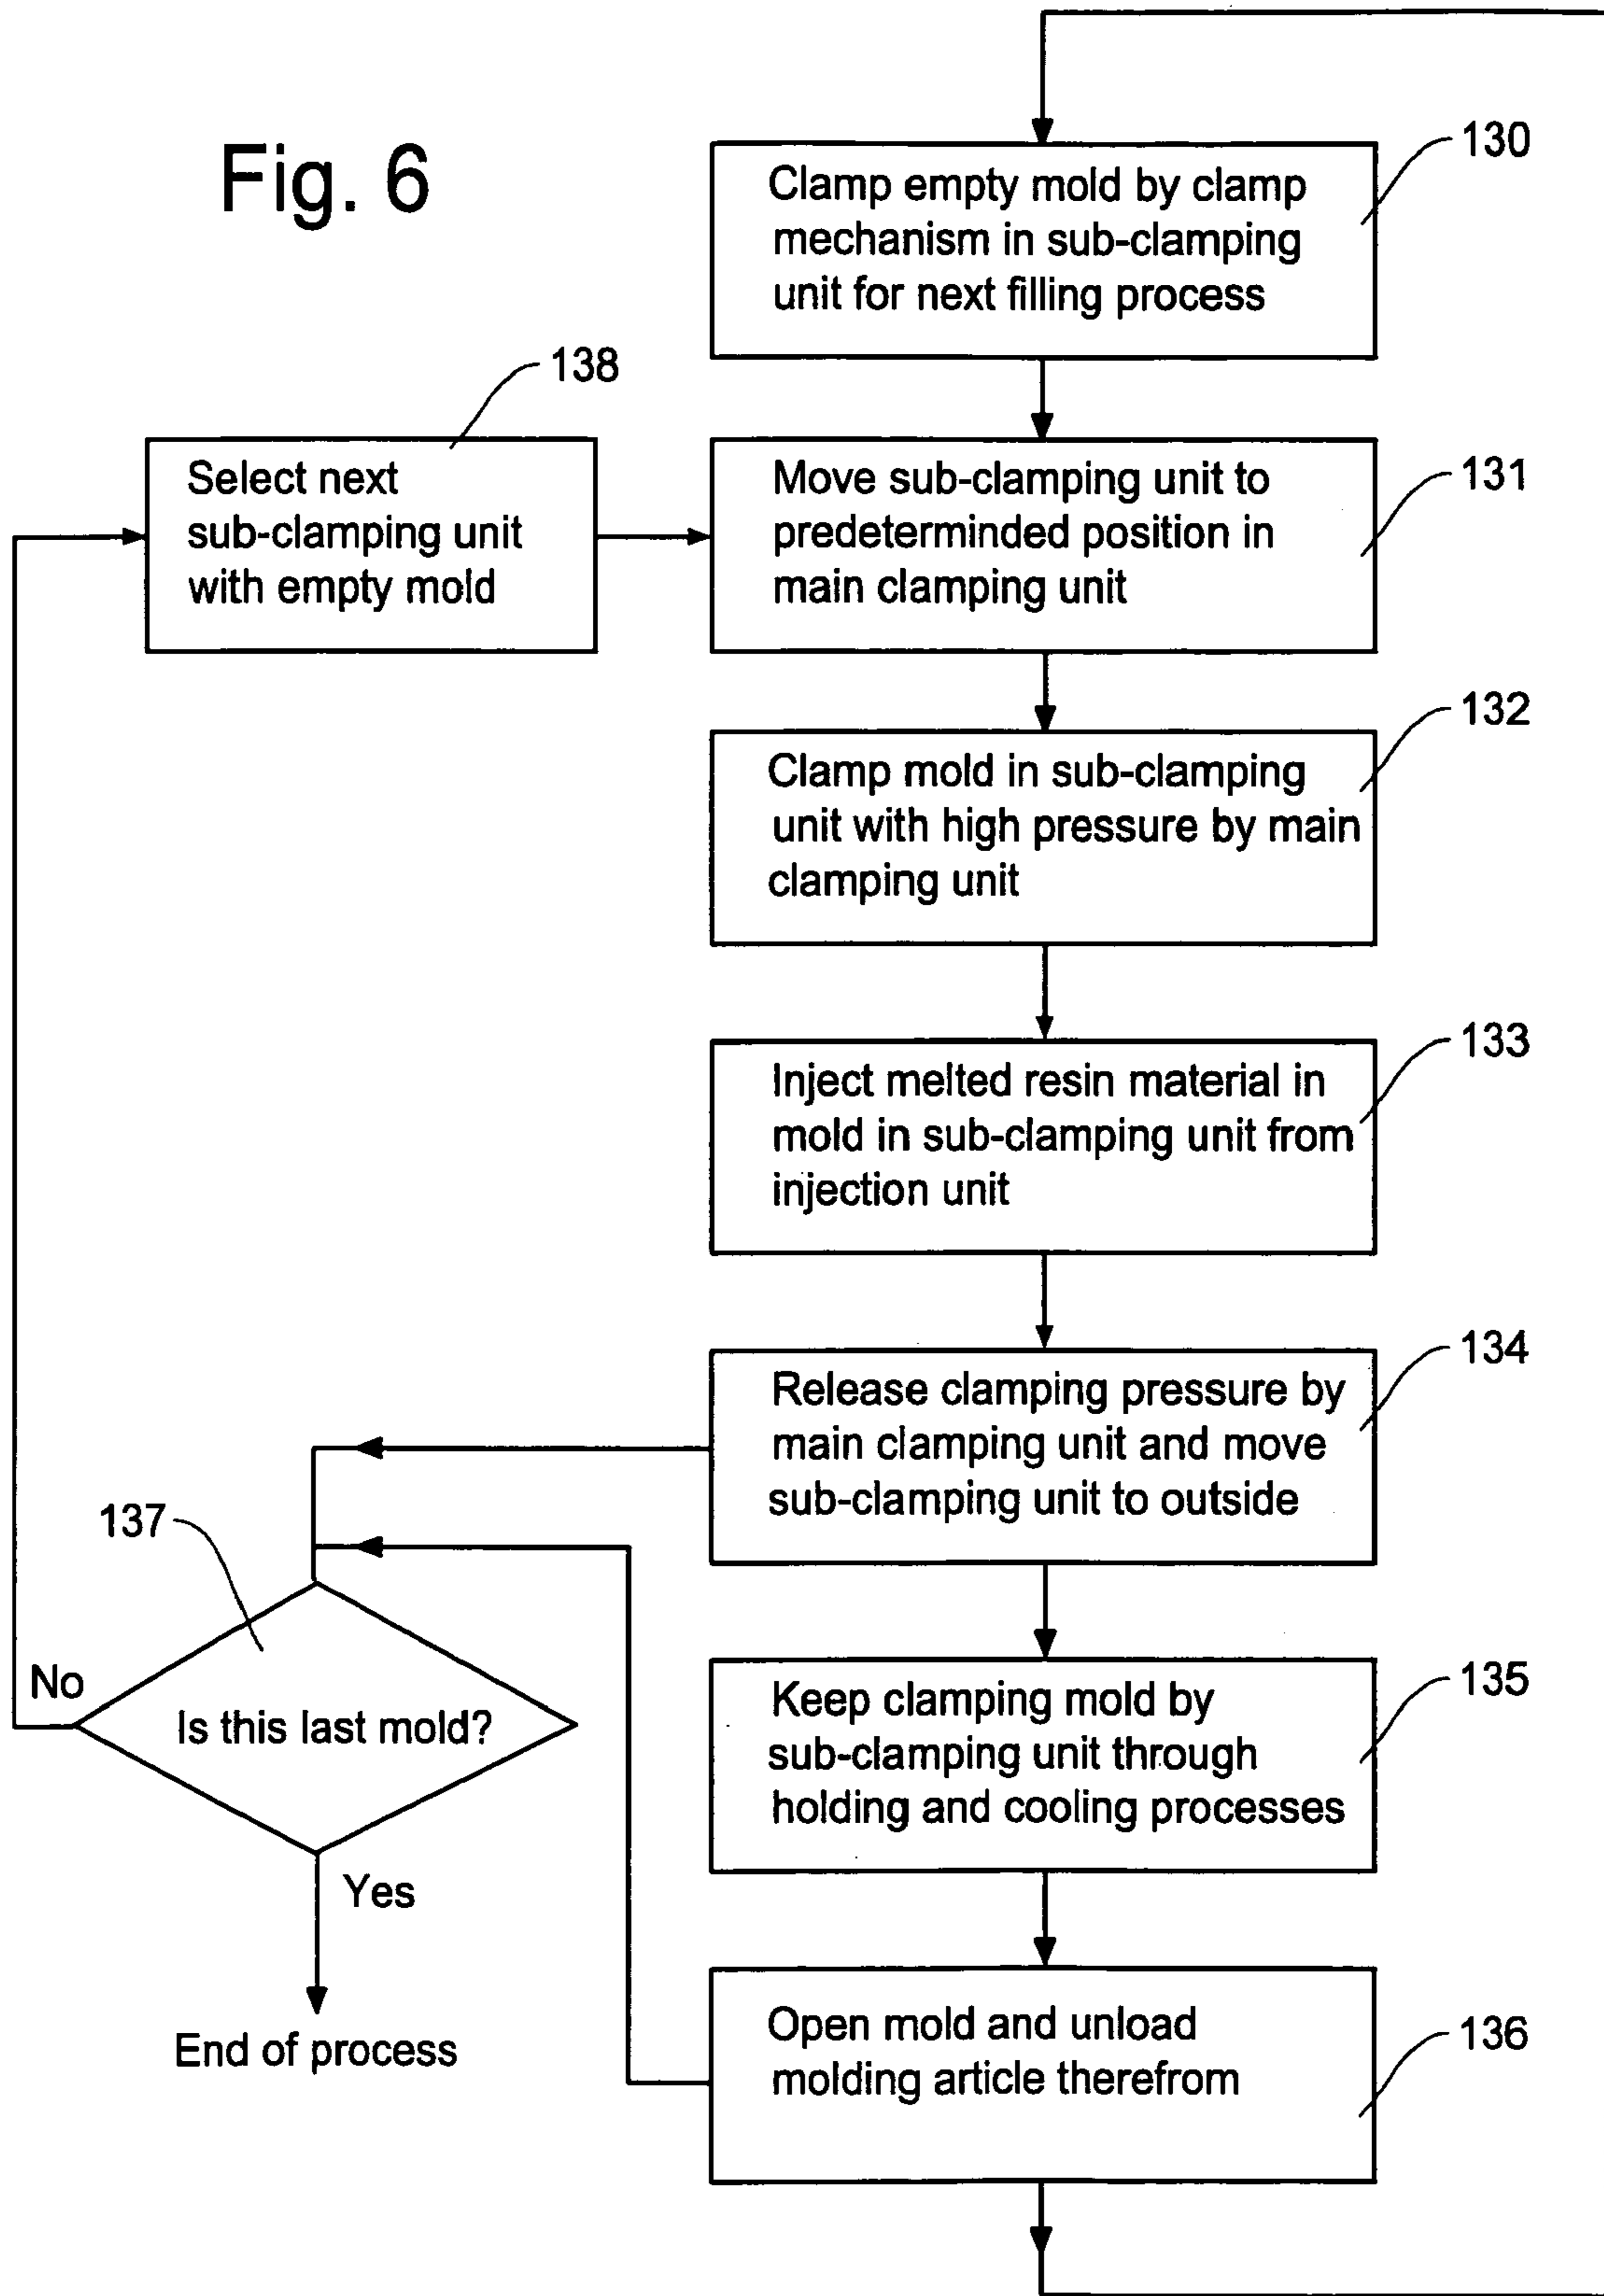 Fig. 6
130
Clamp empty mold by clamp
mechanism in sub-clamping
unit for next filling process
138
Select next
sub-clamping unit
with empty mold
131
Move sub-clamping unit to
predeterminded position in
main clamping unit
132
Clamp mold in sub-clamping
unit with high pressure by main
clamping unit
133
Inject melted resin material in
mold in sub-clamping unit from
injection unit
134
Release clamping pressure by
main clamping unit and move
sub-clamping unit to outside
137
No
Is this last mold?
Yes
End of process
135
Keep clamping mold by
sub-clamping unit through
holding and cooling processes
136
Open mold and unload
molding article therefrom